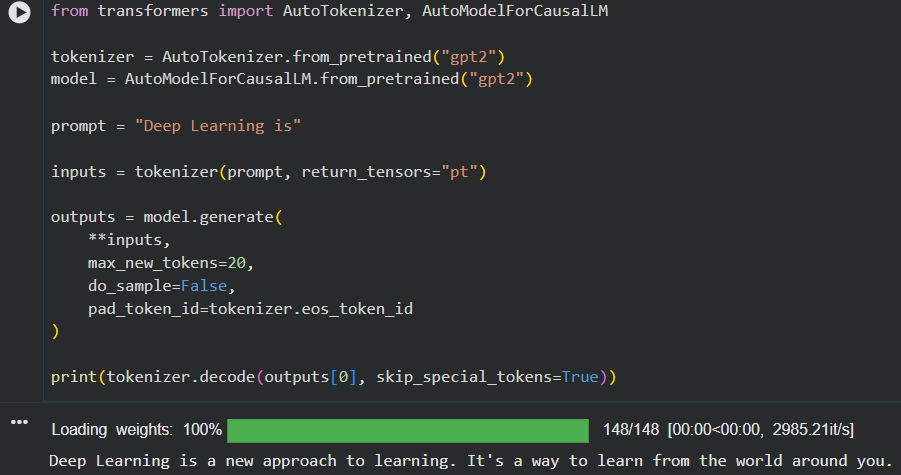 from transformers import AutoTokenizer, AutoModelForCausalLM
tokenizer = AutoTokenizer.from_pretrained("gpt2")
model = AutoModelForCausalLM.from_pretrained("gpt2")
prompt = "Deep Learning is"
inputs = tokenizer(prompt, return_tensors="pt")
outputs = model.generate(
    **inputs,
    max_new_tokens=20,
    do_sample=False,
    pad_token_id=tokenizer.eos_token_id
)
print(tokenizer.decode(outputs[0], skip_special_tokens=True))
Loading weights: 100% 148/148 [00:00<00:00, 2985.21it/s]
Deep Learning is a new approach to learning. It's a way to learn from the world around you.